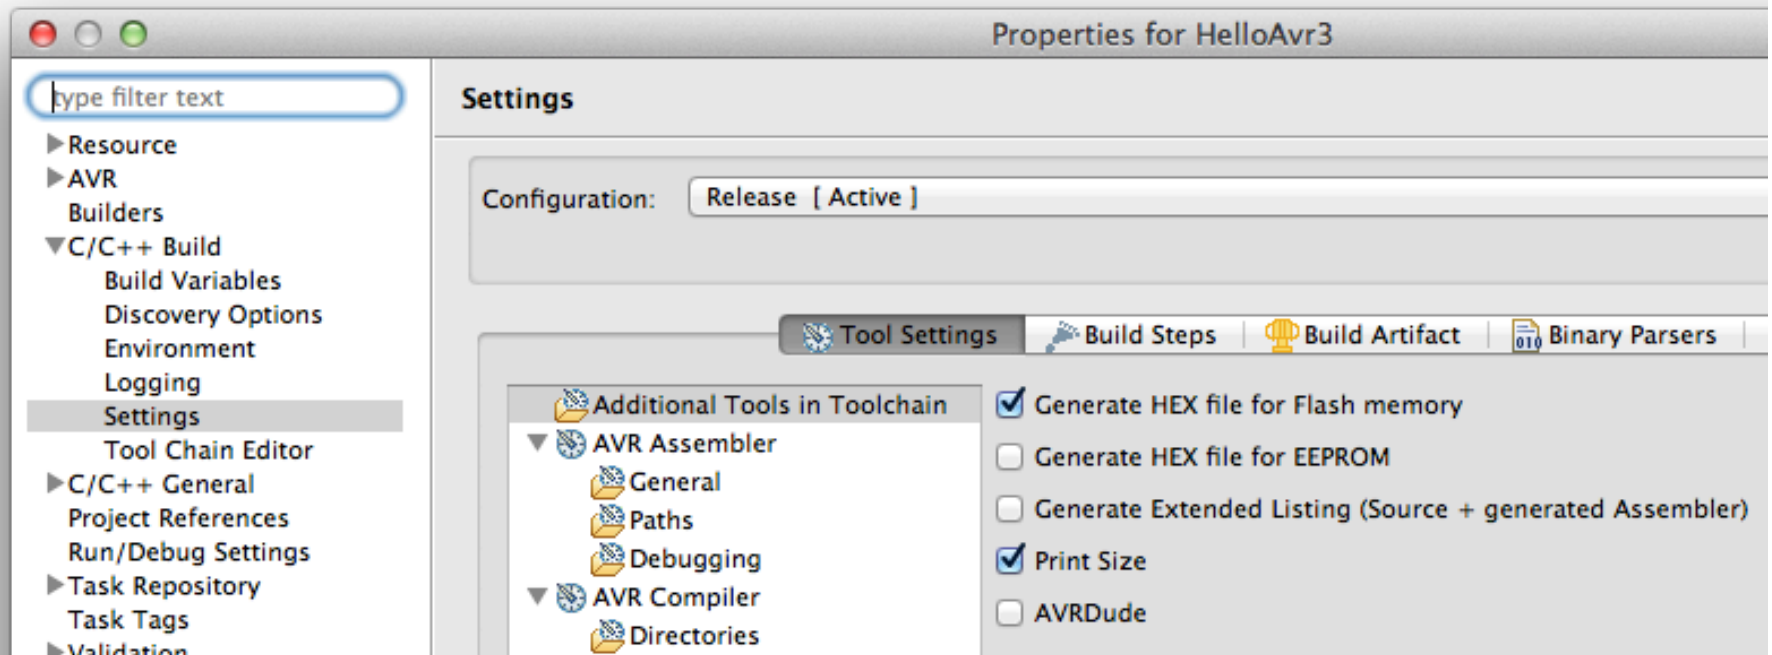 Properties for HelloAvr3
type filter text
Resource
AVR
Builders
C/C++ Build
Build Variables
Discovery Options
Environment
Logging
Settings
Tool Chain Editor
C/C++ General
Project References
Run/Debug Settings
Task Repository
Task Tags
Validation
Settings
Configuration:
Release [ Active ]
Tool Settings
Build Steps
010
Build Artifact
Binary Parsers
Additional Tools in Toolchain
AVR Assembler
General
Paths
Debugging
AVR Compiler
Directories
Generate HEX file for Flash memory
Generate HEX file for EEPROM
Generate Extended Listing (Source + generated Assembler)
Print Size
AVRDude